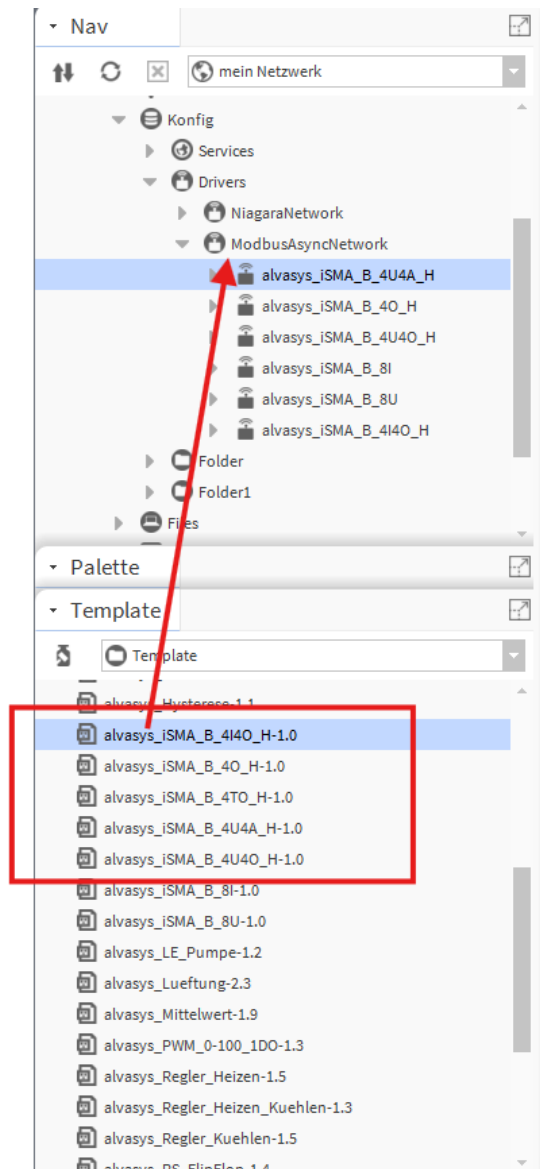 Nav
mein Netzwerk
Konfig
Services
Drivers
NiagaraNetwork
ModbusAsyncNetwork
alvasys_iSMA_B_4U4A_H
alvasys_iSMA_B_4O_H
alvasys_iSMA_B_4U4O_H
alvasys_iSMA_B_8I
alvasys_iSMA_B_8U
alvasys_iSMA_B_4I4O_H
Folder
Folder1
Files
Palette
Template
Template
alvasys_Hysterese-1.1
alvasys_iSMA_B_4I4O_H-1.0
alvasys_iSMA_B_4O_H-1.0
alvasys_iSMA_B_4TO_H-1.0
alvasys_iSMA_B_4U4A_H-1.0
alvasys_iSMA_B_4U4O_H-1.0
alvasys_iSMA_B_8I-1.0
alvasys_iSMA_B_8U-1.0
alvasys_LE_Pumpe-1.2
alvasys_Lueftung-2.3
alvasys_Mittelwert-1.9
alvasys_PWM_0-100_1DO-1.3
alvasys_Regler_Heizen-1.5
alvasys_Regler_Heizen_Kuehlen-1.3
alvasys_Regler_Kuehlen-1.5
alvasys_RS_FlipFlop-1.4